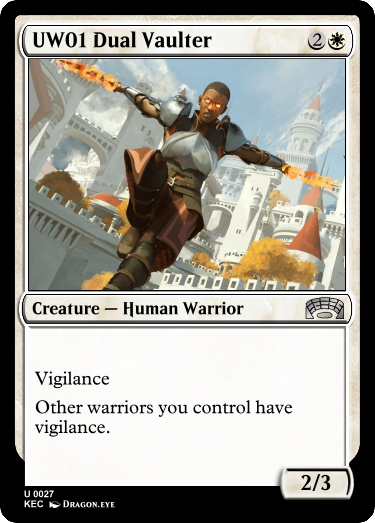 UW01 Dual Vaulter 2
Creature — Human Warrior
Vigilance
Other warriors you control have
vigilance.
2/3
U 0027
KEC Dragon.eye